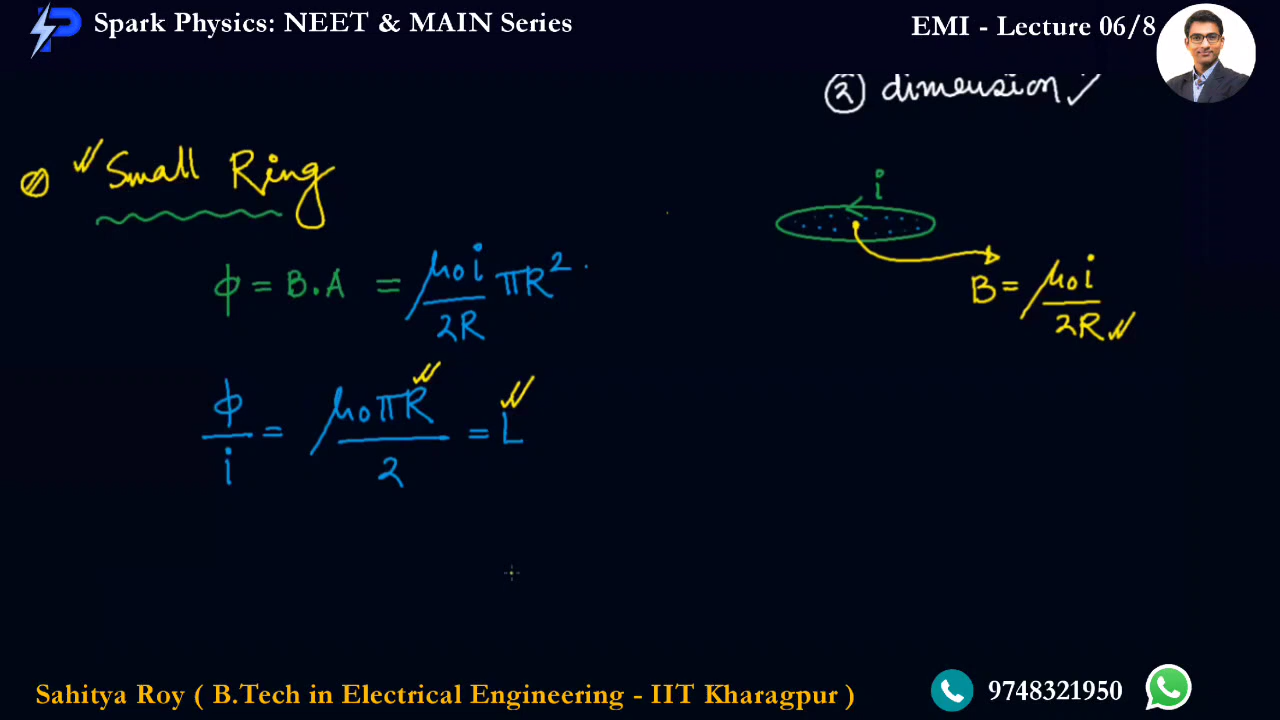 Spark Physics: NEET & MAIN Series
EMI - Lecture 06/8
② dimension ✓
Small Ring
i
ϕ = B.A = μ0i/2R πR²
B = μ0i/2R
ϕ/i = μ0πR/2 = L
Sahitya Roy ( B.Tech in Electrical Engineering - IIT Kharagpur )
9748321950